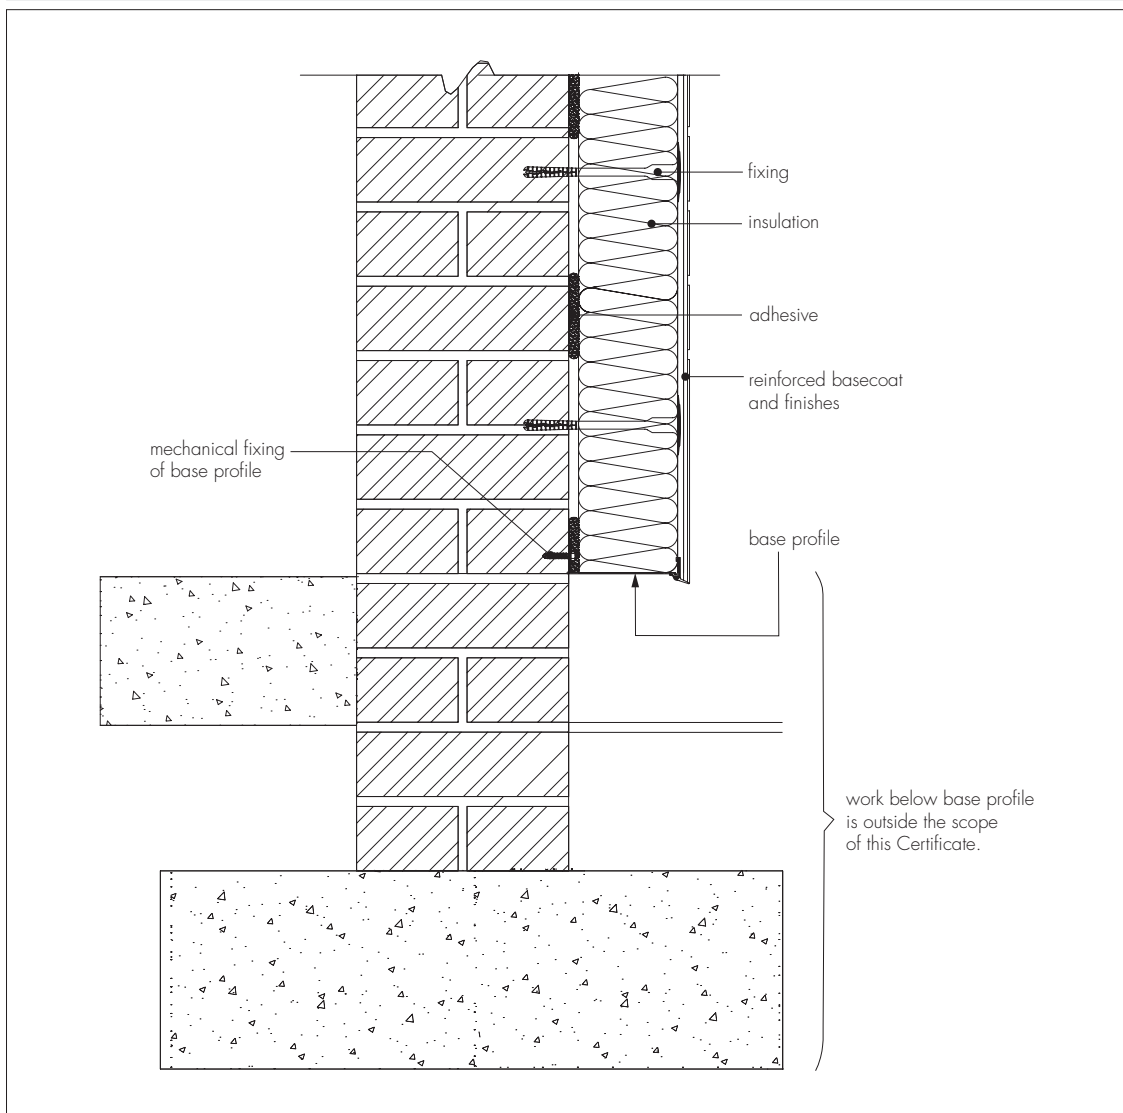 fixing
insulation
adhesive
reinforced basecoat
and finishes
mechanical fixing
of base profile
base profile
work below base profile
is outside the scope
of this Certificate.